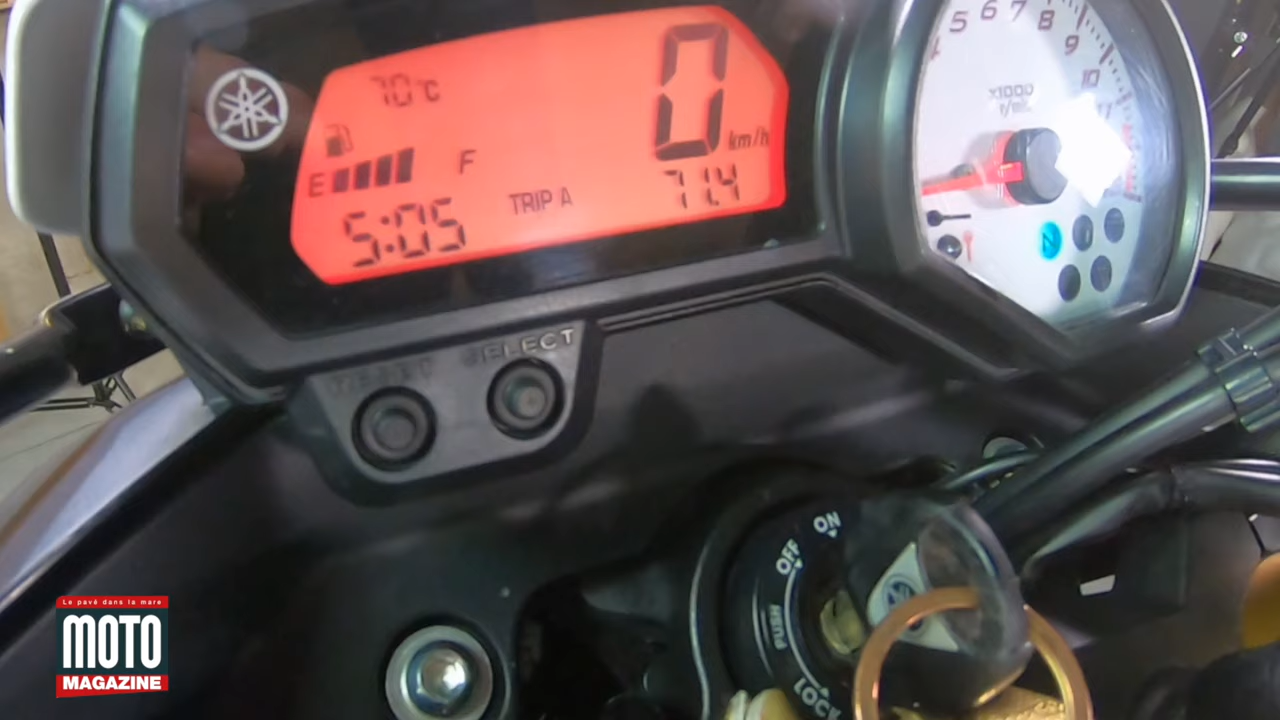 70°C
0
km/h
E
F
5:05
TRIP A
71.4
5
6
7
8
9
10
x1000
r/min
N
SELECT
ON
OFF
PUSH
LOCK
Le pavé dans la mare
MOTO
MAGAZINE